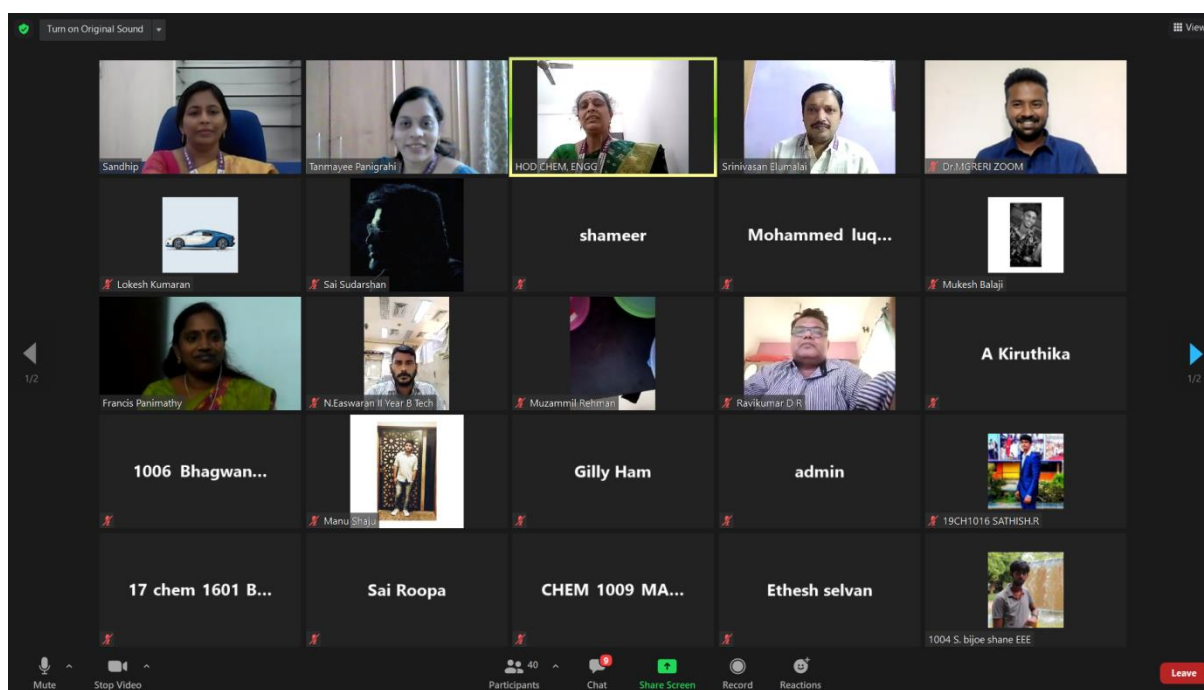 Turn on Original Sound
View
Sandhip
Tanmayee Panigrahi
HOD CHEM, ENGG
Srinivasan Elumalai
Dr.MGRERI ZOOM
Lokesh Kumaran
Sai Sudarshan
shameer
Mohammed luq...
Mukesh Balaji
Francis Panimathy
N.Easwaran II Year B Tech
Muzammil Rehman
Ravikumar D R
A Kiruthika
1/2
1/2
1006 Bhagwan...
Manu Shaju
Gilly Ham
admin
19CH1016 SATHISH.R
17 chem 1601 B...
Sai Roopa
CHEM 1009 MA...
Ethesh selvan
1004 S. bijoe shane EEE
Mute
Stop Video
Participants
40
Chat
9
Share Screen
Record
Reactions
Leave